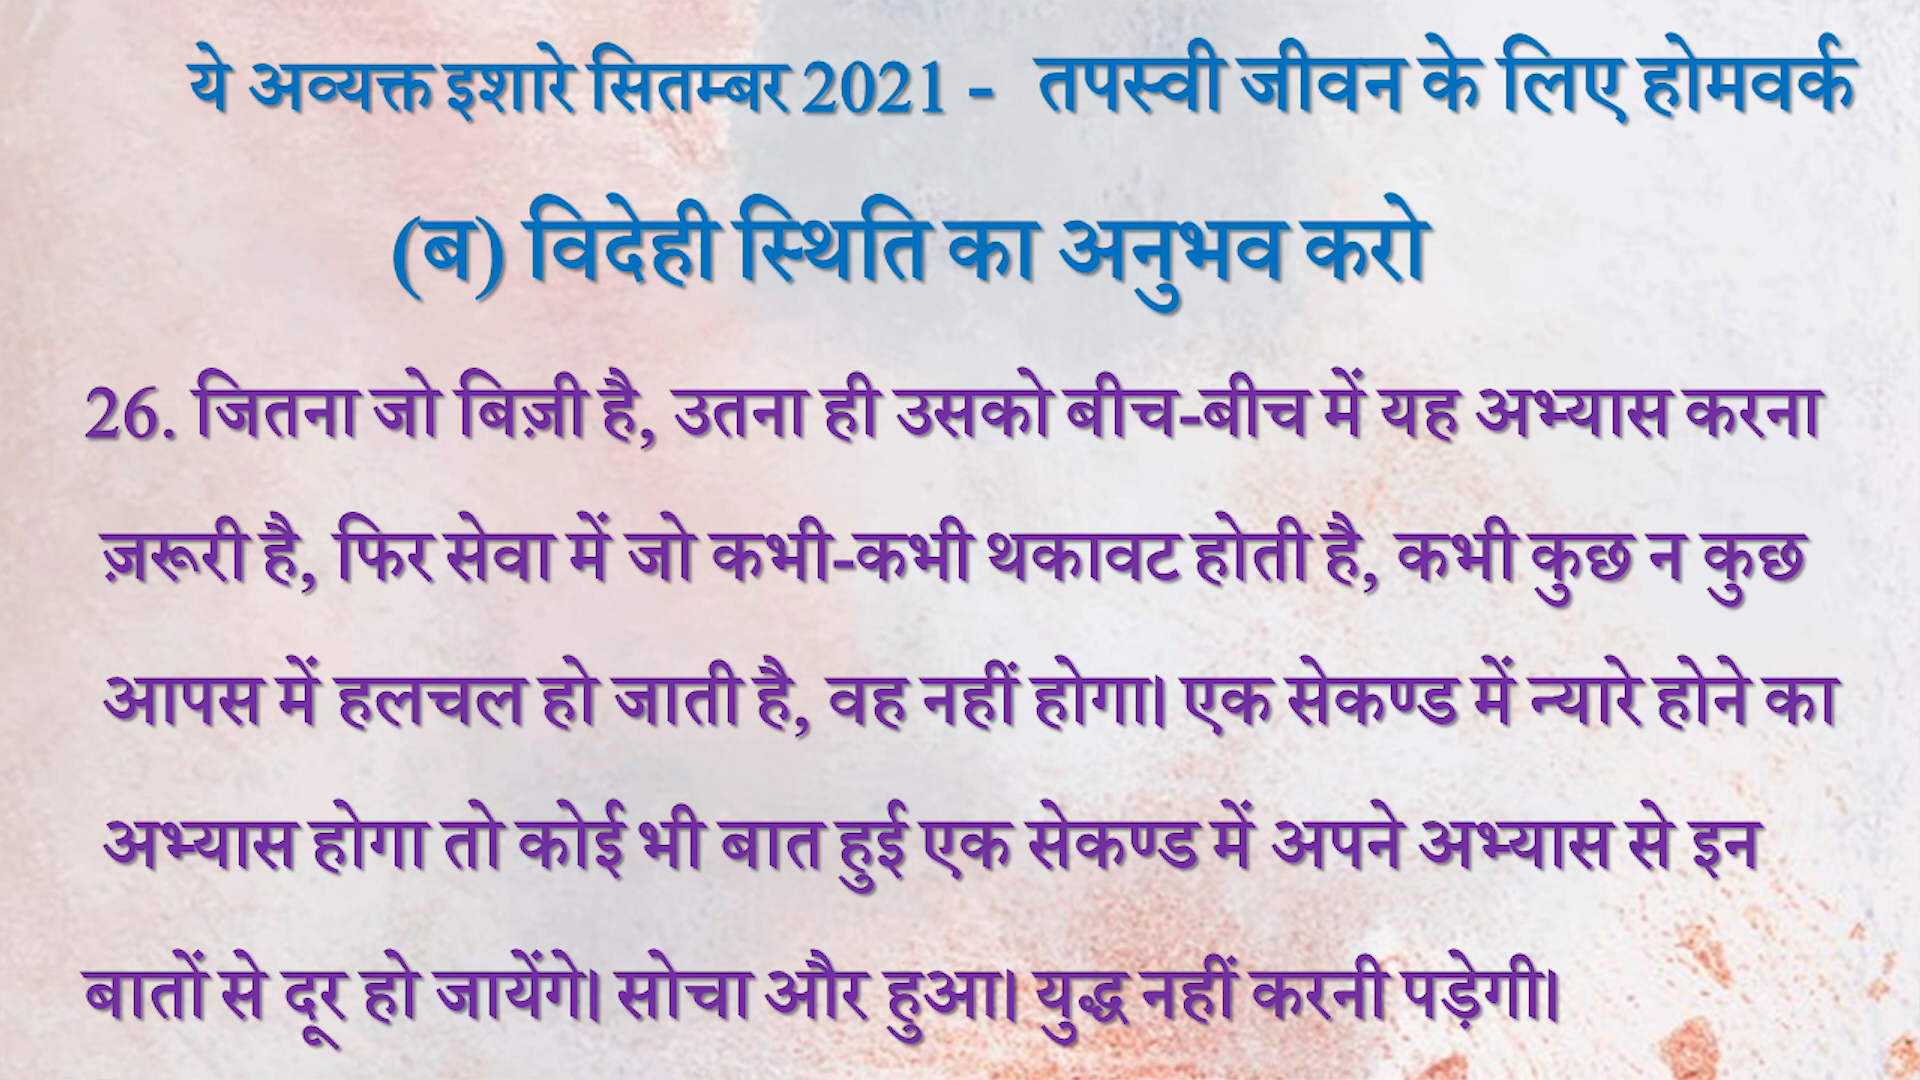 ये अव्यक्त इशारे सितम्बर 2021 - तपस्वी जीवन के लिए होमवर्क
(ब) विदेही स्थिति का अनुभव करो
26. जितना जो बिज़ी है, उतना ही उसको बीच-बीच में यह अभ्यास करना
ज़रूरी है, फिर सेवा में जो कभी-कभी थकावट होती है, कभी कुछ न कुछ
आपस में हलचल हो जाती है, वह नहीं होगा। एक सेकण्ड में न्यारे होने का
अभ्यास होगा तो कोई भी बात हुई एक सेकण्ड में अपने अभ्यास से इन
बातों से दूर हो जायेंगे। सोचा और हुआ। युद्ध नहीं करनी पड़ेगी।